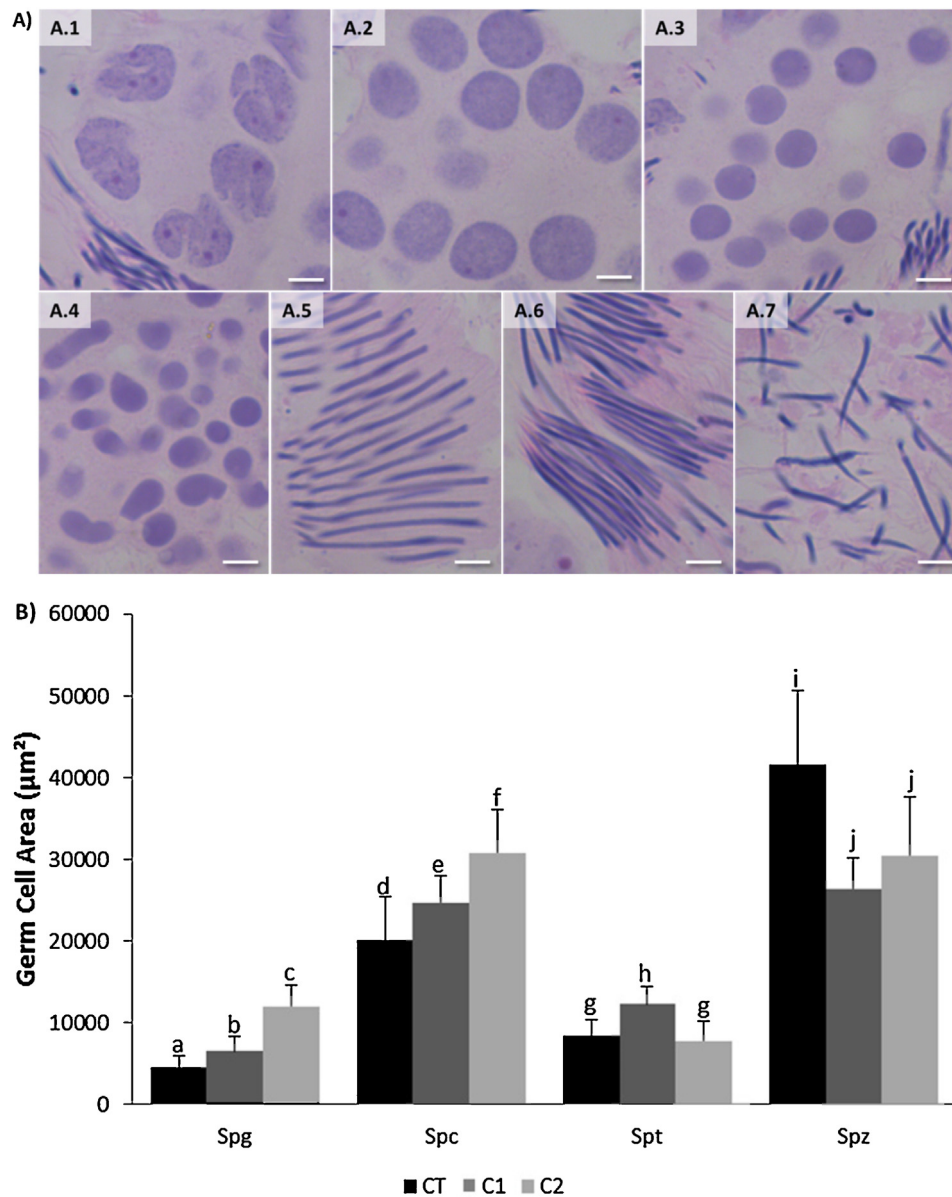 A)
A.1
A.2
A.3
A.4
A.5
A.6
A.7
B)
Germ Cell Area (µm²)
60000
50000
40000
30000
20000
10000
0
a
b
c
d
e
f
g
h
g
i
j
j
Spg
Spc
Spt
Spz
CT C1 C2